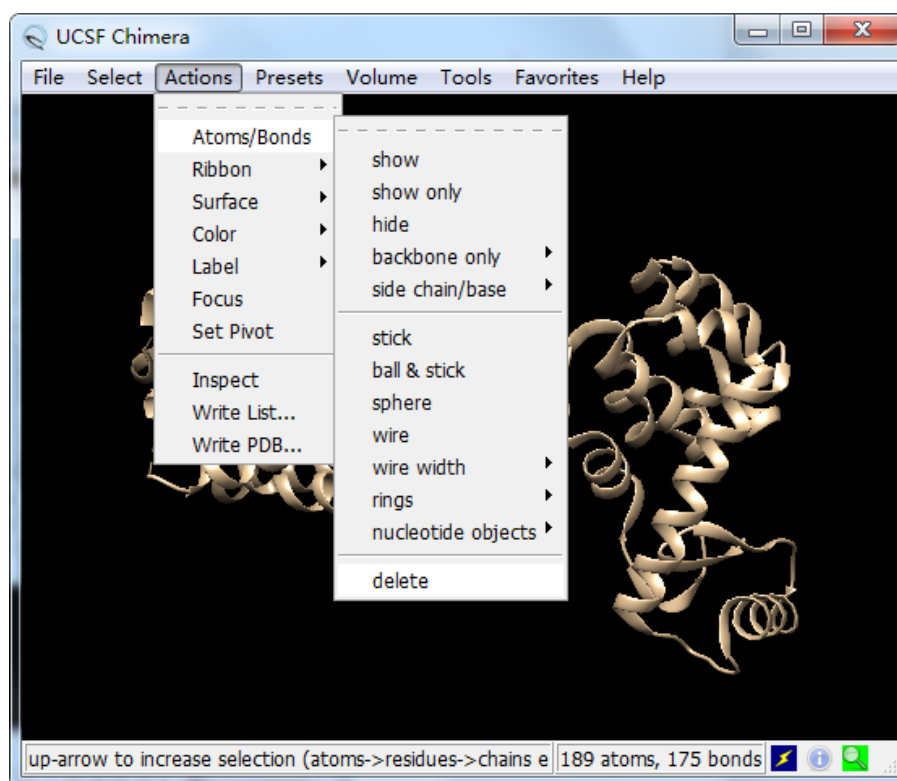 UCSF Chimera
File Select Actions Presets Volume Tools Favorites Help
Atoms/Bonds
Ribbon
Surface
Color
Label
Focus
Set Pivot
Inspect
Write List...
Write PDB...
show
show only
hide
backbone only
side chain/base
stick
ball & stick
sphere
wire
wire width
rings
nucleotide objects
delete
up-arrow to increase selection (atoms->residues->chains e
189 atoms, 175 bonds